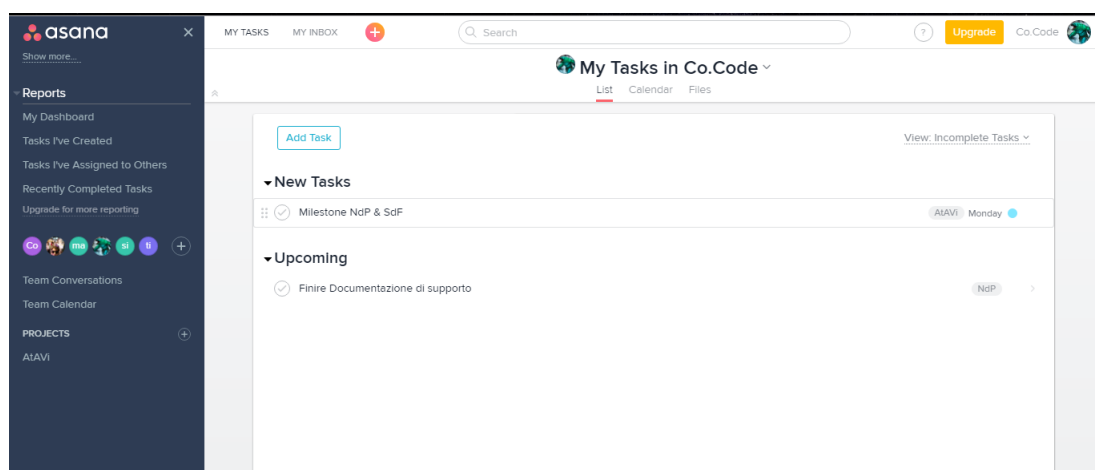 asana ×
Show more...
Reports
My Dashboard
Tasks I've Created
Tasks I've Assigned to Others
Recently Completed Tasks
Upgrade for more reporting
Co ma si ti +
Team Conversations
Team Calendar
PROJECTS +
AtAVi
MY TASKS MY INBOX + Search ? Upgrade Co.Code
My Tasks in Co.Code
List Calendar Files
Add Task View: Incomplete Tasks
New Tasks
Milestone NdP & SdF AtAVi Monday
Upcoming
Finire Documentazione di supporto NdP